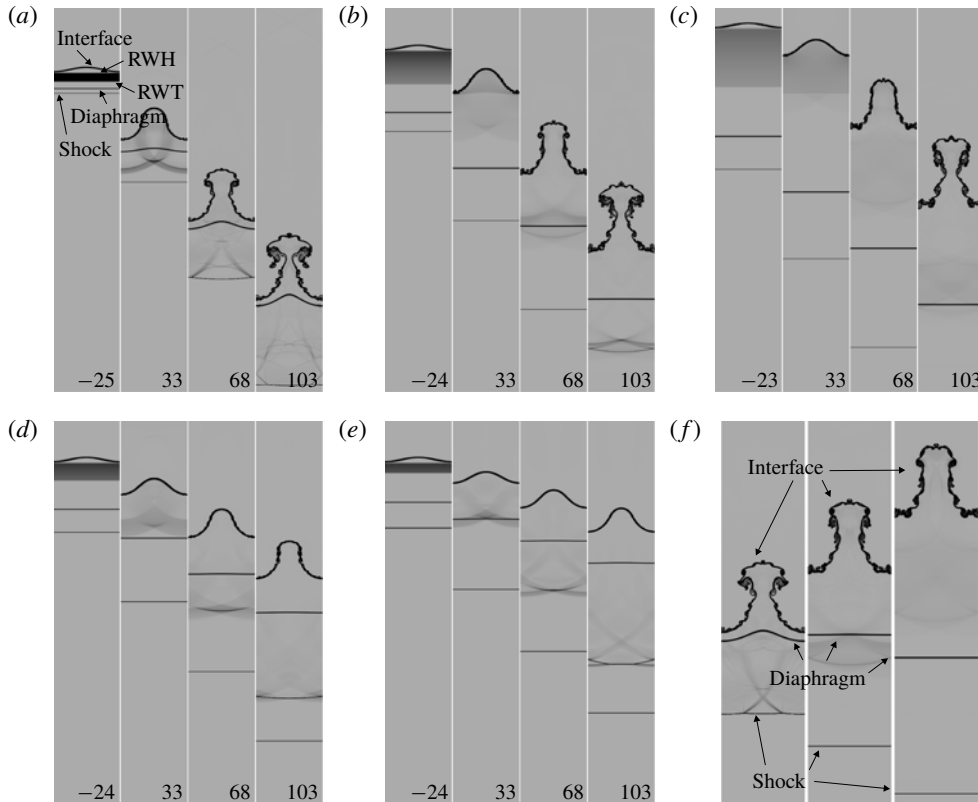 (a)
Interface
RWH
RWT
Diaphragm
Shock
−25 33 68 103
(b)
−24 33 68 103
(c)
−23 33 68 103
(d)
−24 33 68 103
(e)
−24 33 68 103
(f)
Interface
Diaphragm
Shock